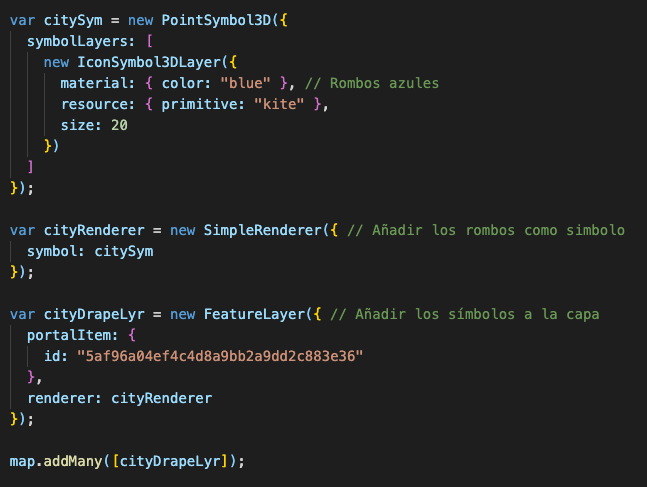 var citySym = new PointSymbol3D({
  symbolLayers: [
    new IconSymbol3DLayer({
      material: { color: "blue" }, // Rombos azules
      resource: { primitive: "kite" },
      size: 20
    })
  ]
});

var cityRenderer = new SimpleRenderer({ // Añadir los rombos como simbolo
  symbol: citySym
});

var cityDrapeLyr = new FeatureLayer({ // Añadir los símbolos a la capa
  portalItem: {
    id: "5af96a04ef4c4d8a9bb2a9dd2c883e36"
  },
  renderer: cityRenderer
});

map.addMany([cityDrapeLyr]);